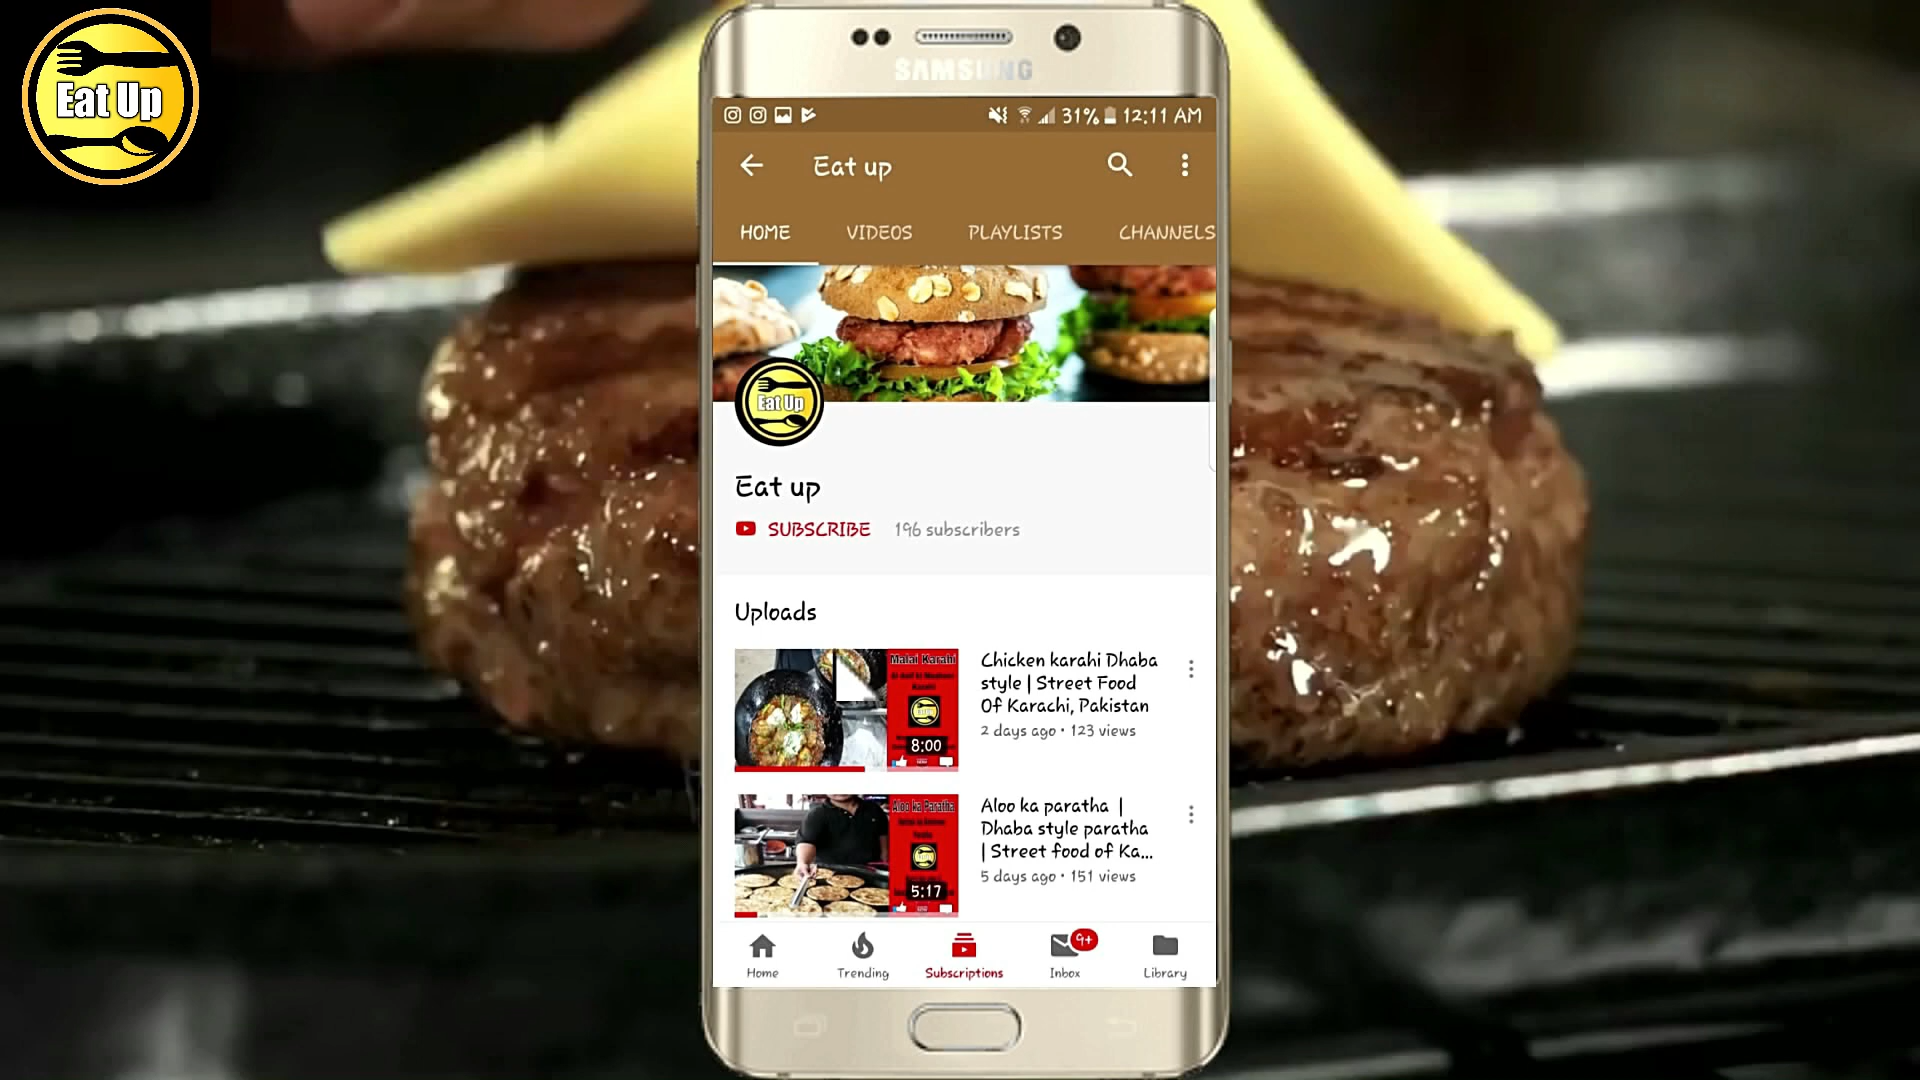 Eat Up
SAMSUNG
31% 12:11 AM
Eat up
HOME VIDEOS PLAYLISTS CHANNELS
Eat Up
Eat up
SUBSCRIBE 196 subscribers
Uploads
Malai Karahi
8:00
Chicken karahi Dhaba
style | Street Food
Of Karachi, Pakistan
2 days ago • 123 views
Aloo ka Paratha
5:17
Aloo ka paratha |
Dhaba style paratha
| Street food of Ka...
5 days ago • 151 views
9+
Home Trending Subscriptions Inbox Library